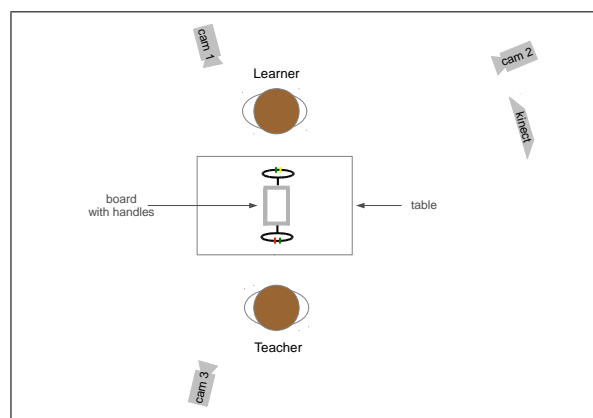 cam 1
cam 2
Learner
kinect
board
with handles
table
Teacher
cam 3